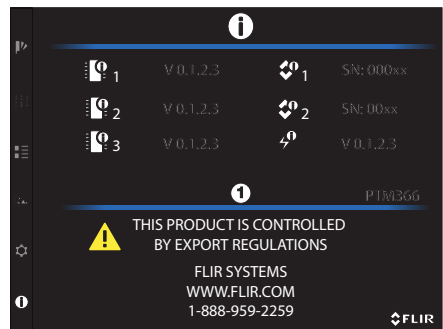 1 V 0.1.2.3 1 SN: 000xx
2 V 0.1.2.3 2 SN: 00xx
3 V 0.1.2.3 V 0.1.2.3
1 PTM366
THIS PRODUCT IS CONTROLLED
BY EXPORT REGULATIONS
FLIR SYSTEMS
WWW.FLIR.COM
1-888-959-2259
FLIR